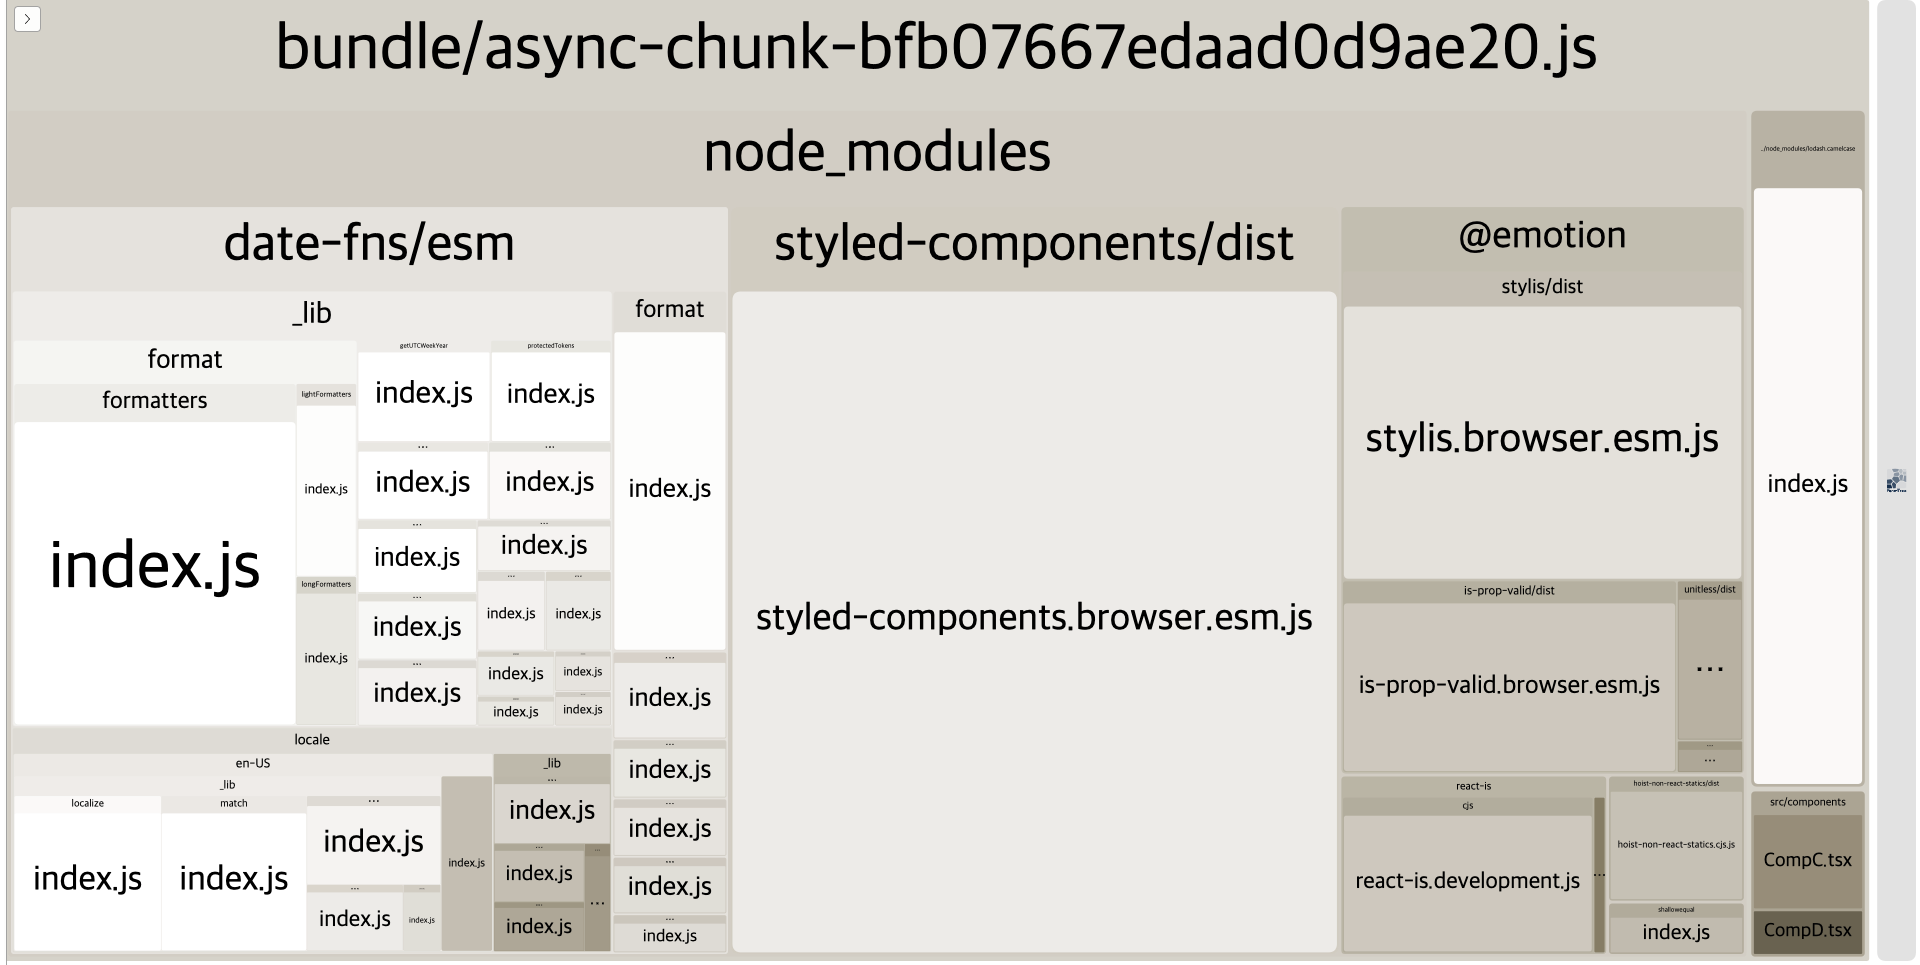 bundle/async-chunk-bfb07667edaad0d9ae20.js
node_modules
../node_modules/lodash.camelcase
index.js
date-fns/esm
_lib
format
formatters
index.js
lightFormatters
index.js
longFormatters
index.js
getUTCWeekYear
index.js
protectedTokens
index.js
...
index.js
...
index.js
...
index.js
...
index.js
...
index.js
...
index.js
...
index.js
...
index.js
...
index.js
...
index.js
...
index.js
...
index.js
locale
en-US
_lib
localize
index.js
match
index.js
...
index.js
...
index.js
...
index.js
index.js
_lib
...
index.js
...
index.js
...
index.js
...
...
format
index.js
...
index.js
...
index.js
...
index.js
...
index.js
...
index.js
styled-components/dist
styled-components.browser.esm.js
@emotion
stylis/dist
stylis.browser.esm.js
is-prop-valid/dist
is-prop-valid.browser.esm.js
unitless/dist
...
...
...
react-is
cjs
react-is.development.js
...
hoist-non-react-statics/dist
hoist-non-react-statics.cjs.js
shallowequal
index.js
src/components
CompC.tsx
CompD.tsx